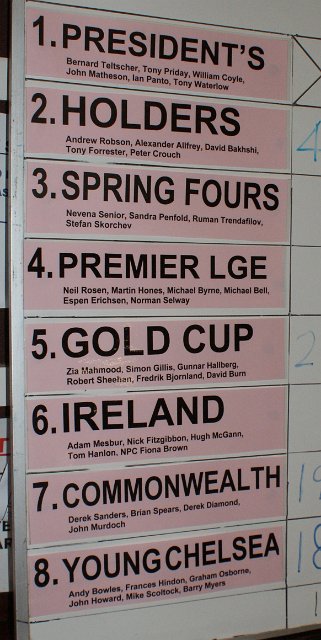 1. PRESIDENT'S
Bernard Teltscher, Tony Priday, William Coyle,
John Matheson, Ian Panto, Tony Waterlow
2. HOLDERS
Andrew Robson, Alexander Allfrey, David Bakhshi,
Tony Forrester, Peter Crouch
3. SPRING FOURS
Nevena Senior, Sandra Penfold, Ruman Trendafilov,
Stefan Skorchev
4. PREMIER LGE
Neil Rosen, Martin Hones, Michael Byrne, Michael Bell,
Espen Erichsen, Norman Selway
5. GOLD CUP
Zia Mahmood, Simon Gillis, Gunnar Hallberg,
Robert Sheehan, Fredrik Bjornland, David Burn
6. IRELAND
Adam Mesbur, Nick Fitzgibbon, Hugh McGann,
Tom Hanlon. NPC Fiona Brown
7. COMMONWEALTH
Derek Sanders, Brian Spears, Derek Diamond,
John Murdoch
8. YOUNG CHELSEA
Andy Bowles, Frances Hindon, Graham Osborne,
John Howard, Mike Scoltock, Barry Myers